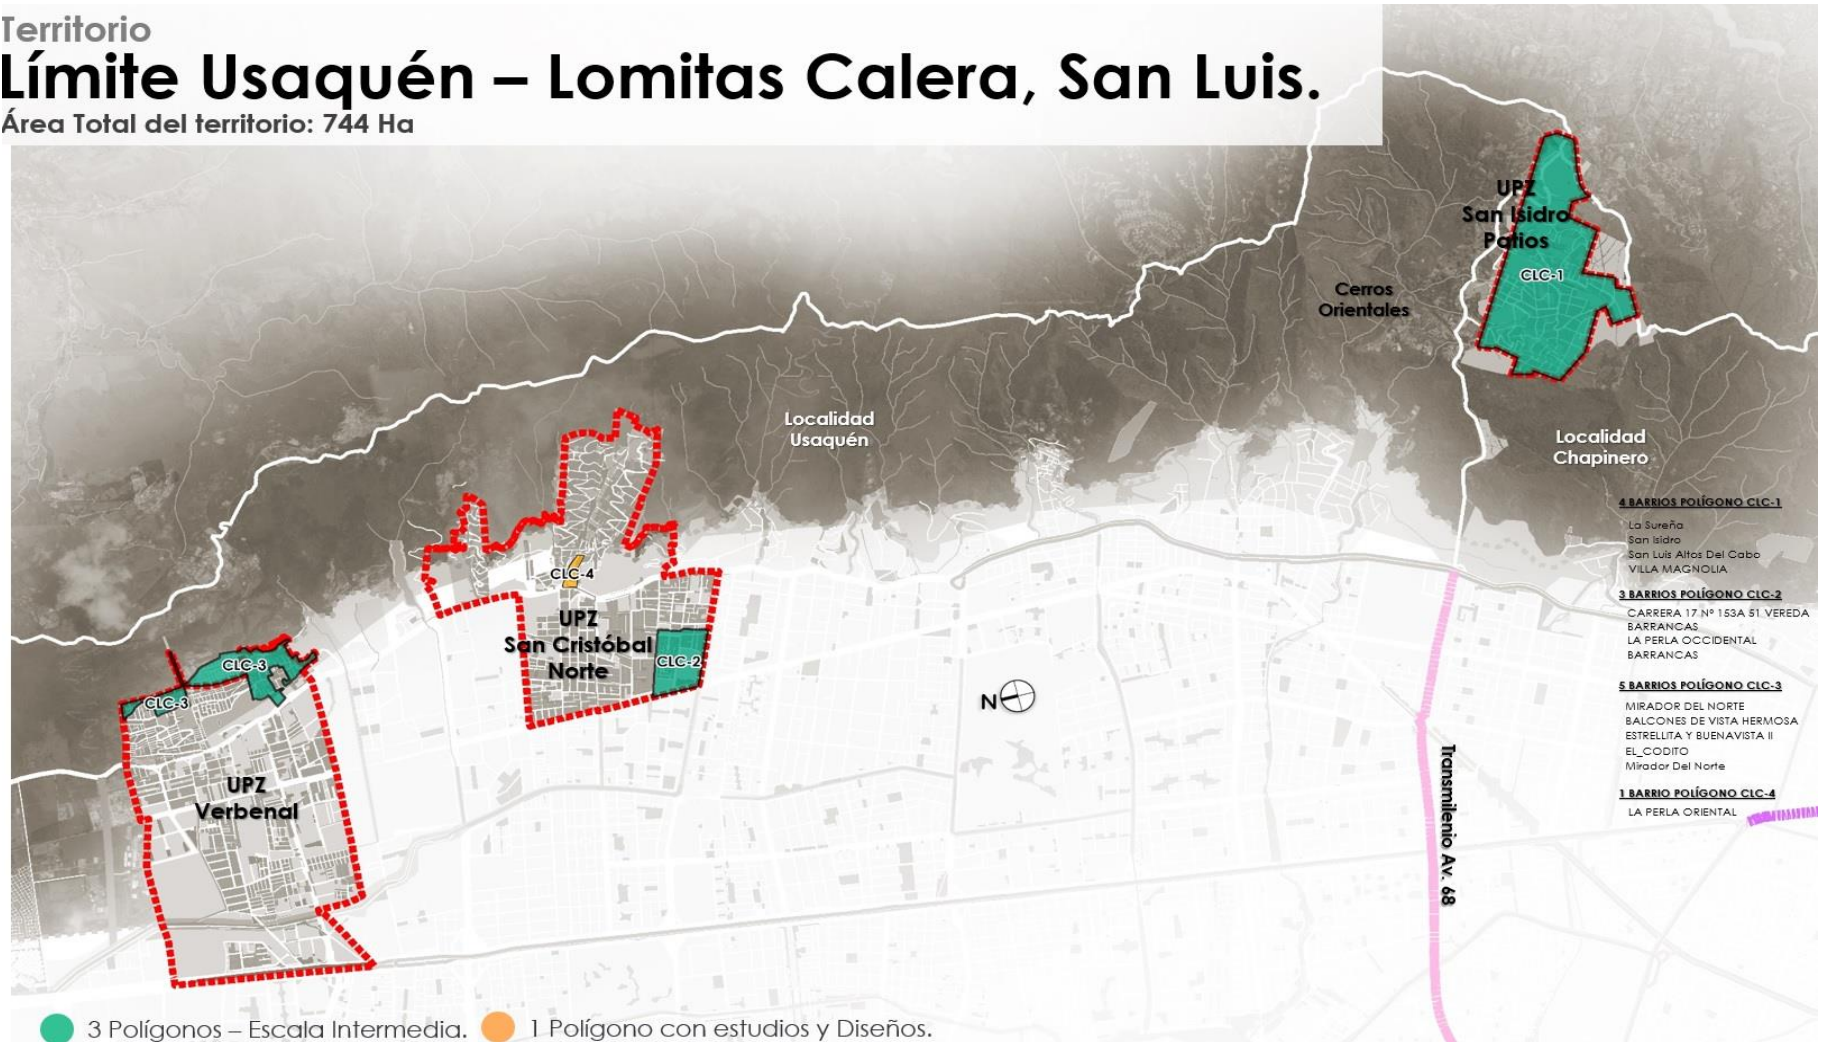 Territorio
Límite Usaquén – Lomitas Calera, San Luis.
Área Total del territorio: 744 Ha
UPZ
San Isidro
Patios
CLC-1
Cerros
Orientales
Localidad
Usaquén
Localidad
Chapinero
4 BARRIOS POLÍGONO CLC-1
La Sureña
San Isidro
San Luis Altos Del Cabo
VILLA MAGNOLIA
3 BARRIOS POLÍGONO CLC-2
CARRERA 17 Nº 153A 51 VEREDA
BARRANCAS
LA PERLA OCCIDENTAL
BARRANCAS
5 BARRIOS POLÍGONO CLC-3
MIRADOR DEL NORTE
BALCONES DE VISTA HERMOSA
ESTRELLITA Y BUENAVISTA II
EL_CODITO
Mirador Del Norte
1 BARRIO POLÍGONO CLC-4
LA PERLA ORIENTAL
CLC-4
UPZ
San Cristóbal
Norte
CLC-2
CLC-3
CLC-3
N
UPZ
Verbenal
Transmilenio Av. 68
3 Polígonos – Escala Intermedia.
1 Polígono con estudios y Diseños.